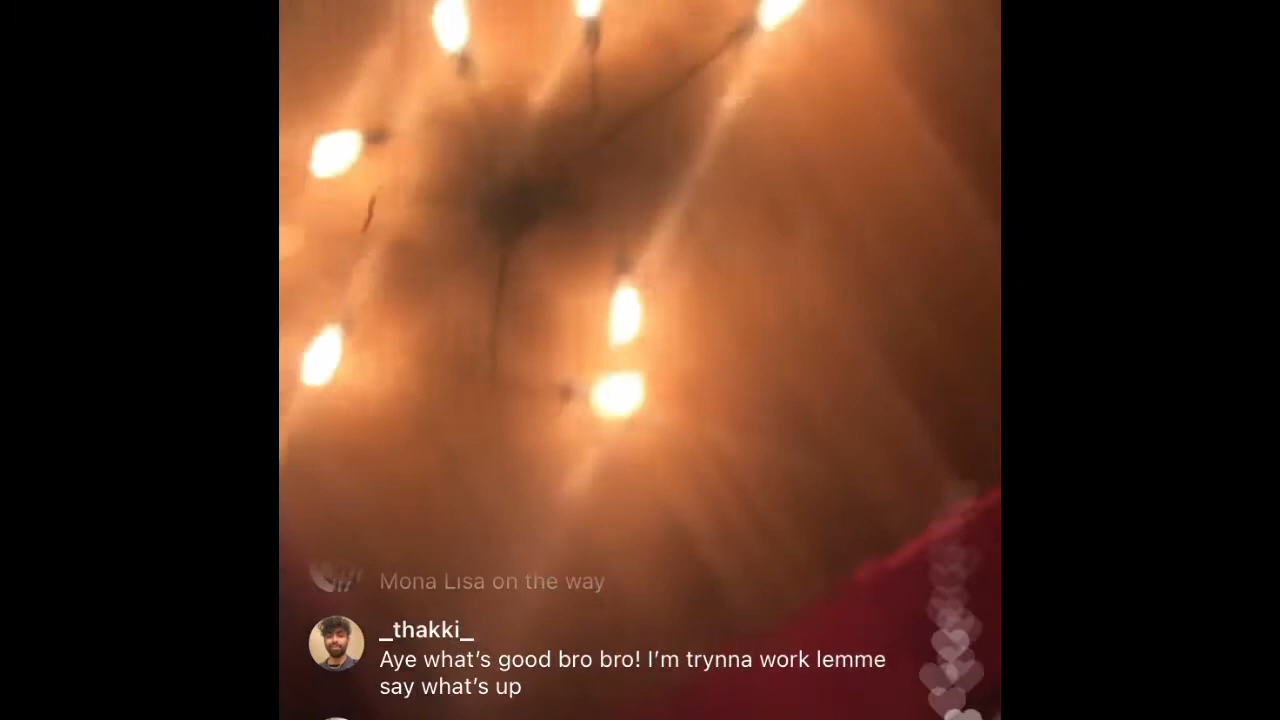 Mona Lisa on the way
_thakki_
Aye what’s good bro bro! I’m trynna work lemme
say what’s up